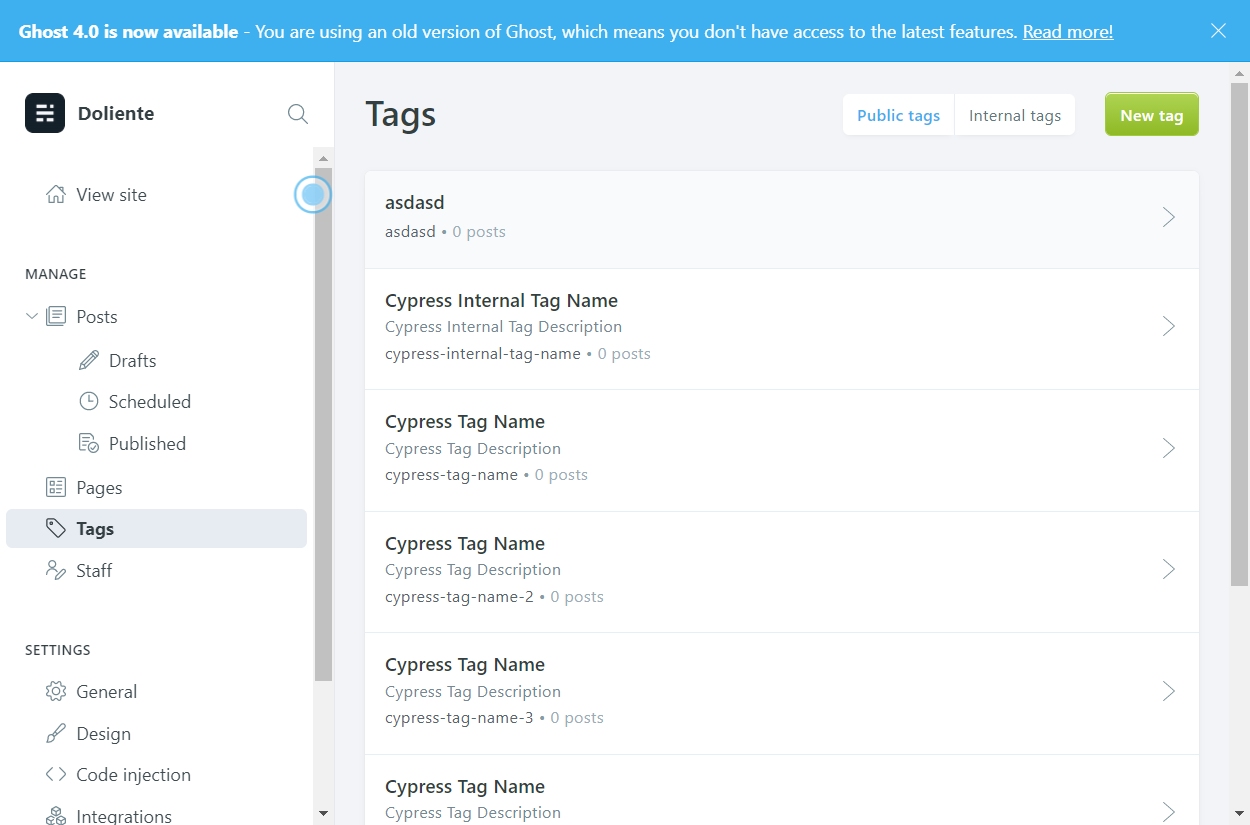 Ghost 4.0 is now available - You are using an old version of Ghost, which means you don't have access to the latest features. Read more!
Doliente
View site
MANAGE
Posts
Drafts
Scheduled
Published
Pages
Tags
Staff
SETTINGS
General
Design
Code injection
Integrations
Tags
Public tags
Internal tags
New tag
asdasd
asdasd • 0 posts
Cypress Internal Tag Name
Cypress Internal Tag Description
cypress-internal-tag-name • 0 posts
Cypress Tag Name
Cypress Tag Description
cypress-tag-name • 0 posts
Cypress Tag Name
Cypress Tag Description
cypress-tag-name-2 • 0 posts
Cypress Tag Name
Cypress Tag Description
cypress-tag-name-3 • 0 posts
Cypress Tag Name
Cypress Tag Description